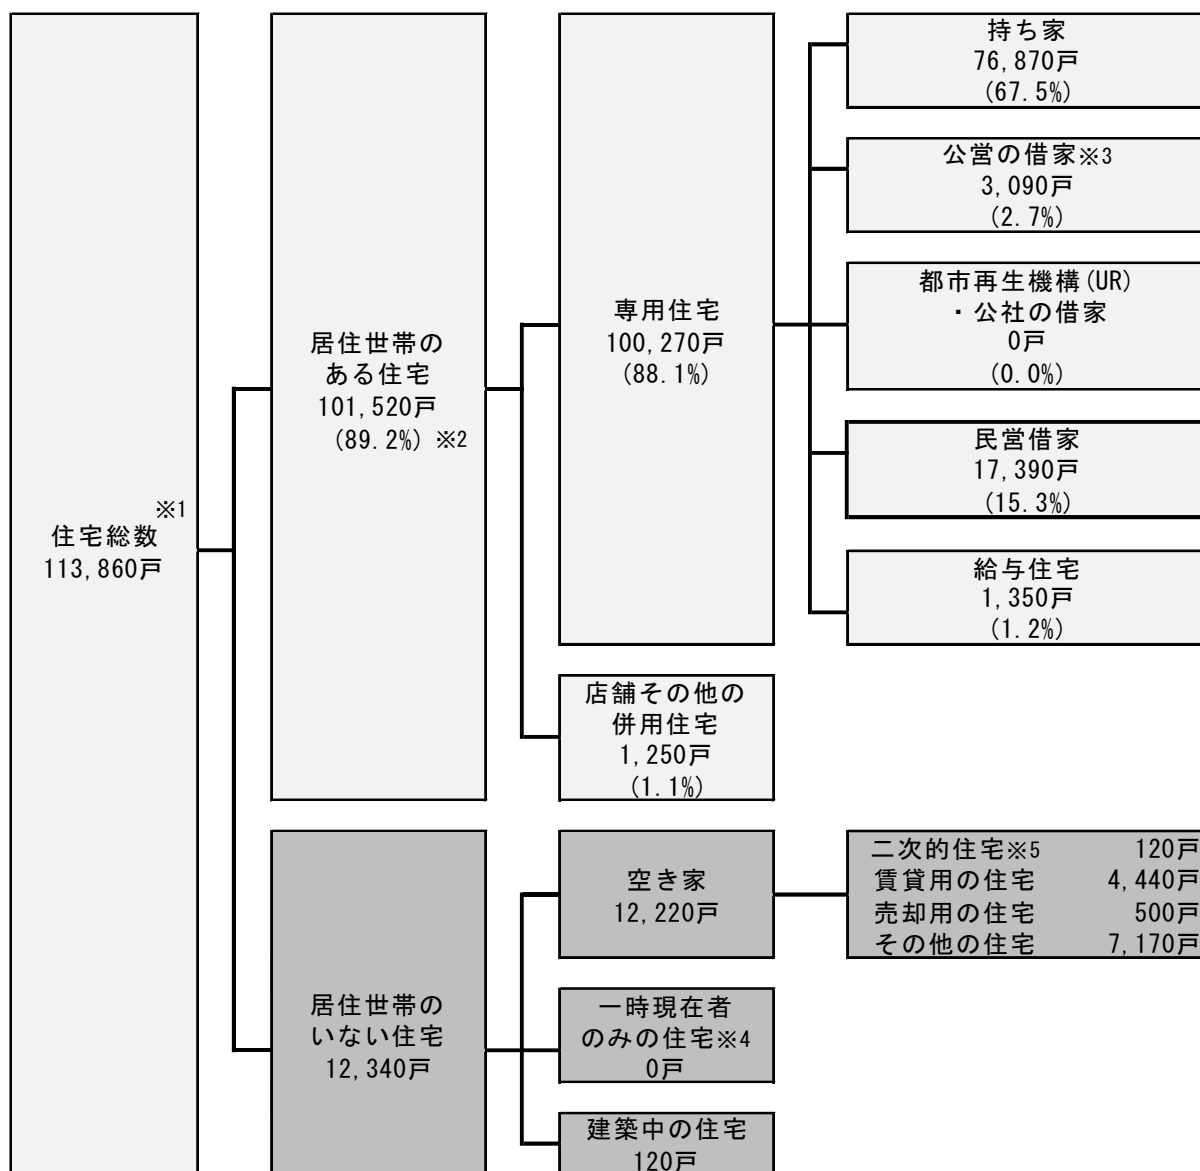 ※1
住宅総数
113,860戸
居住世帯の
ある住宅
101,520戸
(89.2%) ※2
専用住宅
100,270戸
(88.1%)
持ち家
76,870戸
(67.5%)
公営の借家※3
3,090戸
(2.7%)
都市再生機構(UR)
・公社の借家
0戸
(0.0%)
民営借家
17,390戸
(15.3%)
給与住宅
1,350戸
(1.2%)
店舗その他の
併用住宅
1,250戸
(1.1%)
居住世帯の
いない住宅
12,340戸
空き家
12,220戸
二次的住宅※5 120戸
賃貸用の住宅 4,440戸
売却用の住宅 500戸
その他の住宅 7,170戸
一時現在者
のみの住宅※4
0戸
建築中の住宅
120戸